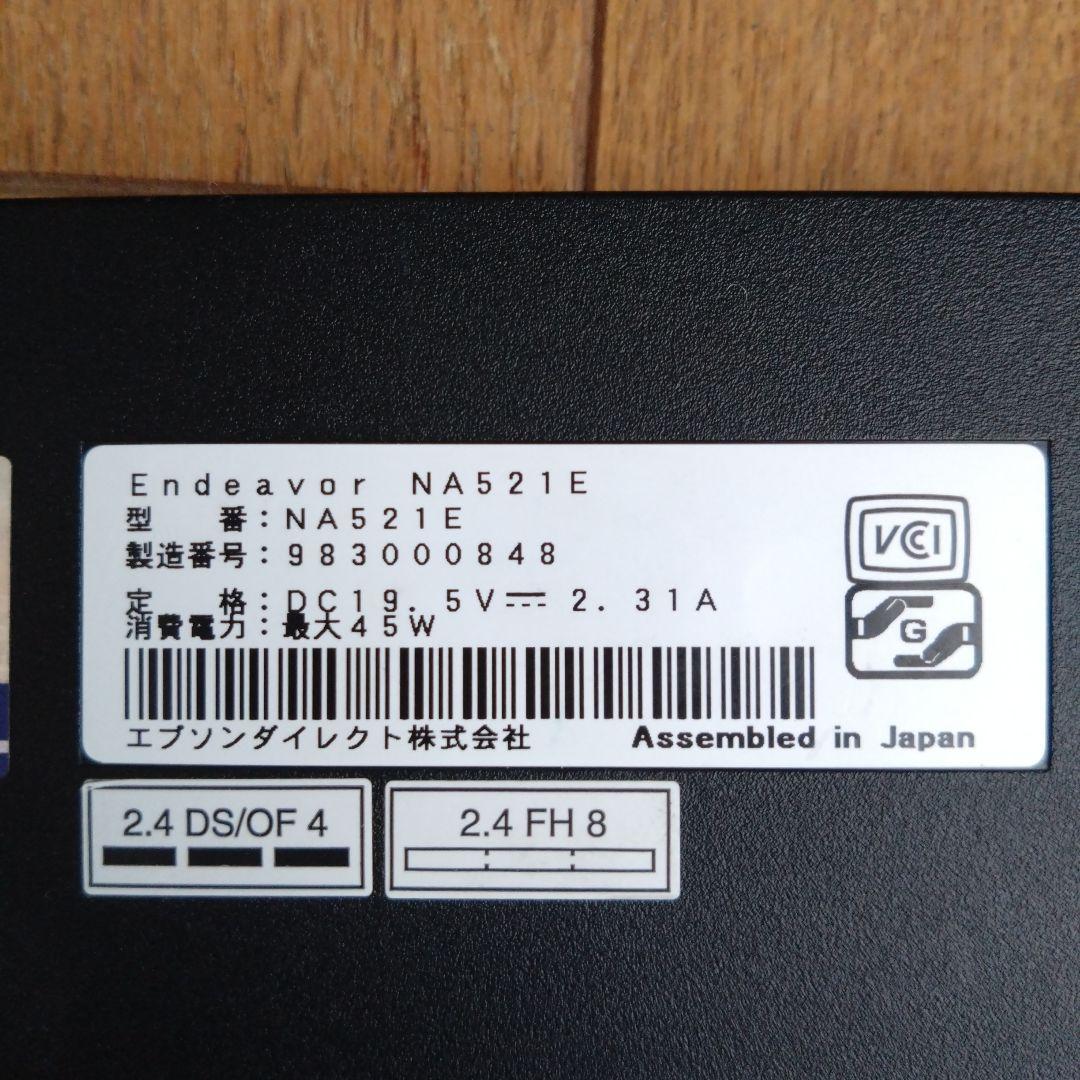 Endeavor NA521E
型　　番：NA521E
製造番号：983000848
定　　格：DC19.5V⎓2.31A
消費電力：最大45W
エプソンダイレクト株式会社 Assembled in Japan
VCCI
G
2.4 DS/OF 4
2.4 FH 8